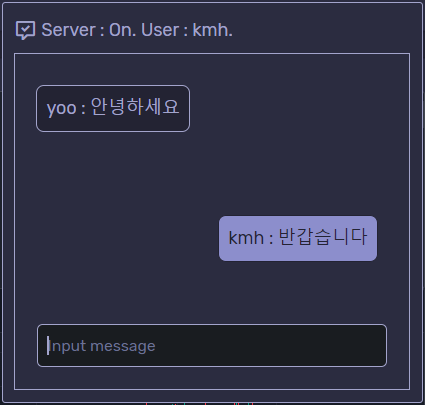 Server : On. User : kmh.
yoo : 안녕하세요
kmh : 반갑습니다
Input message